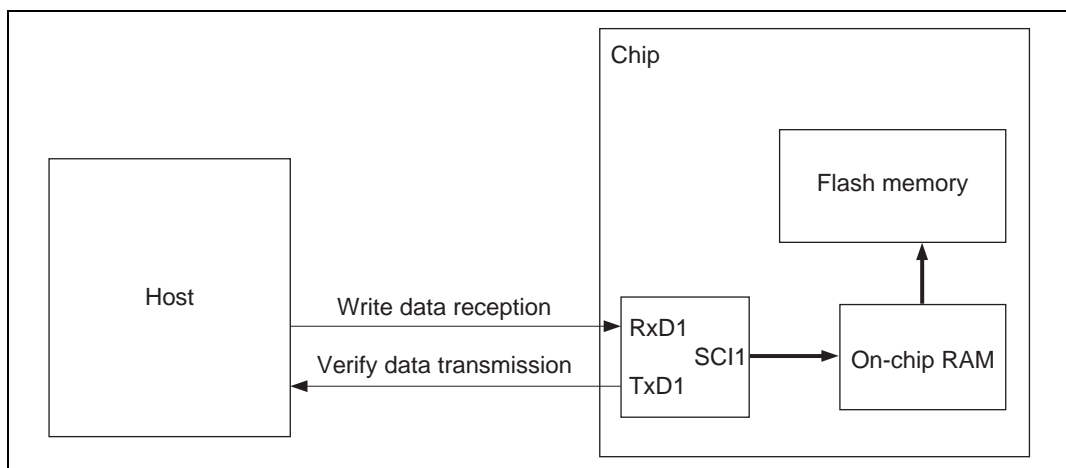 Chip
Flash memory
Host
Write data reception
RxD1
SCI1
On-chip RAM
Verify data transmission
TxD1